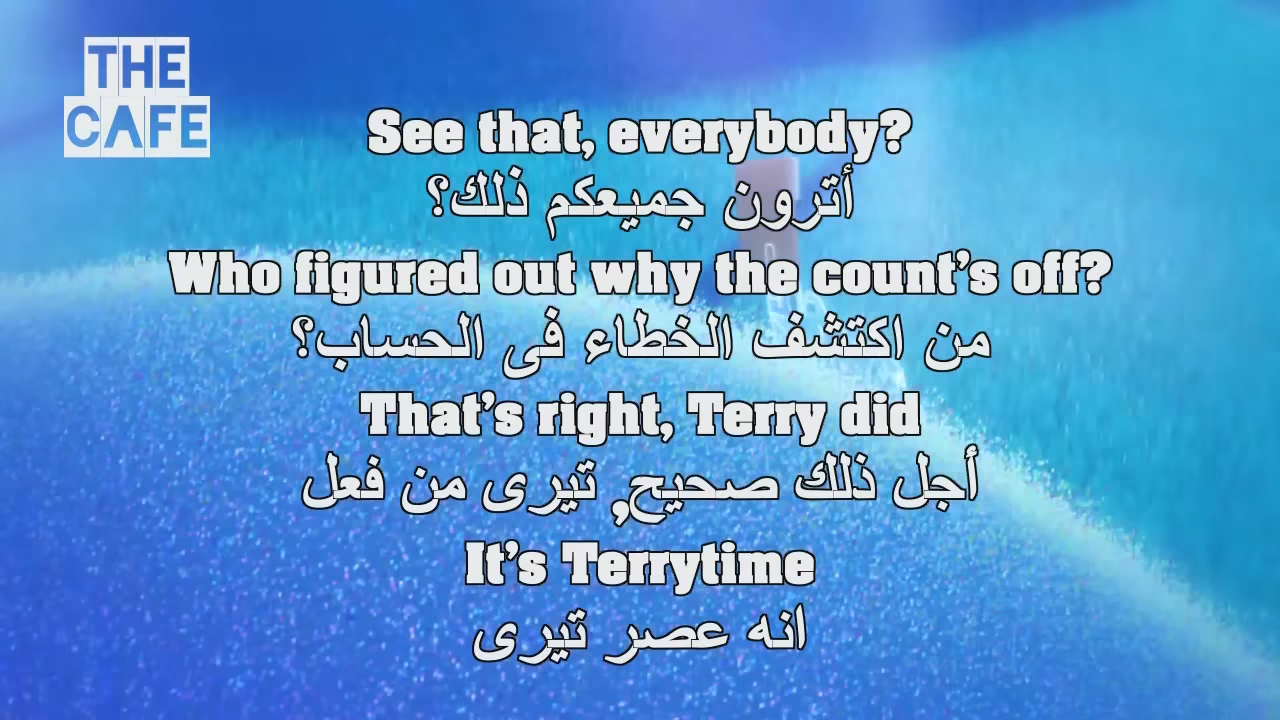 THE
CAFE
See that, everybody?
أترون جميعكم ذلك؟
Who figured out why the count's off?
من اكتشف الخطاء فى الحساب؟
That's right, Terry did
أجل ذلك صحيح, تيرى من فعل
It's Terrytime
انه عصر تيرى